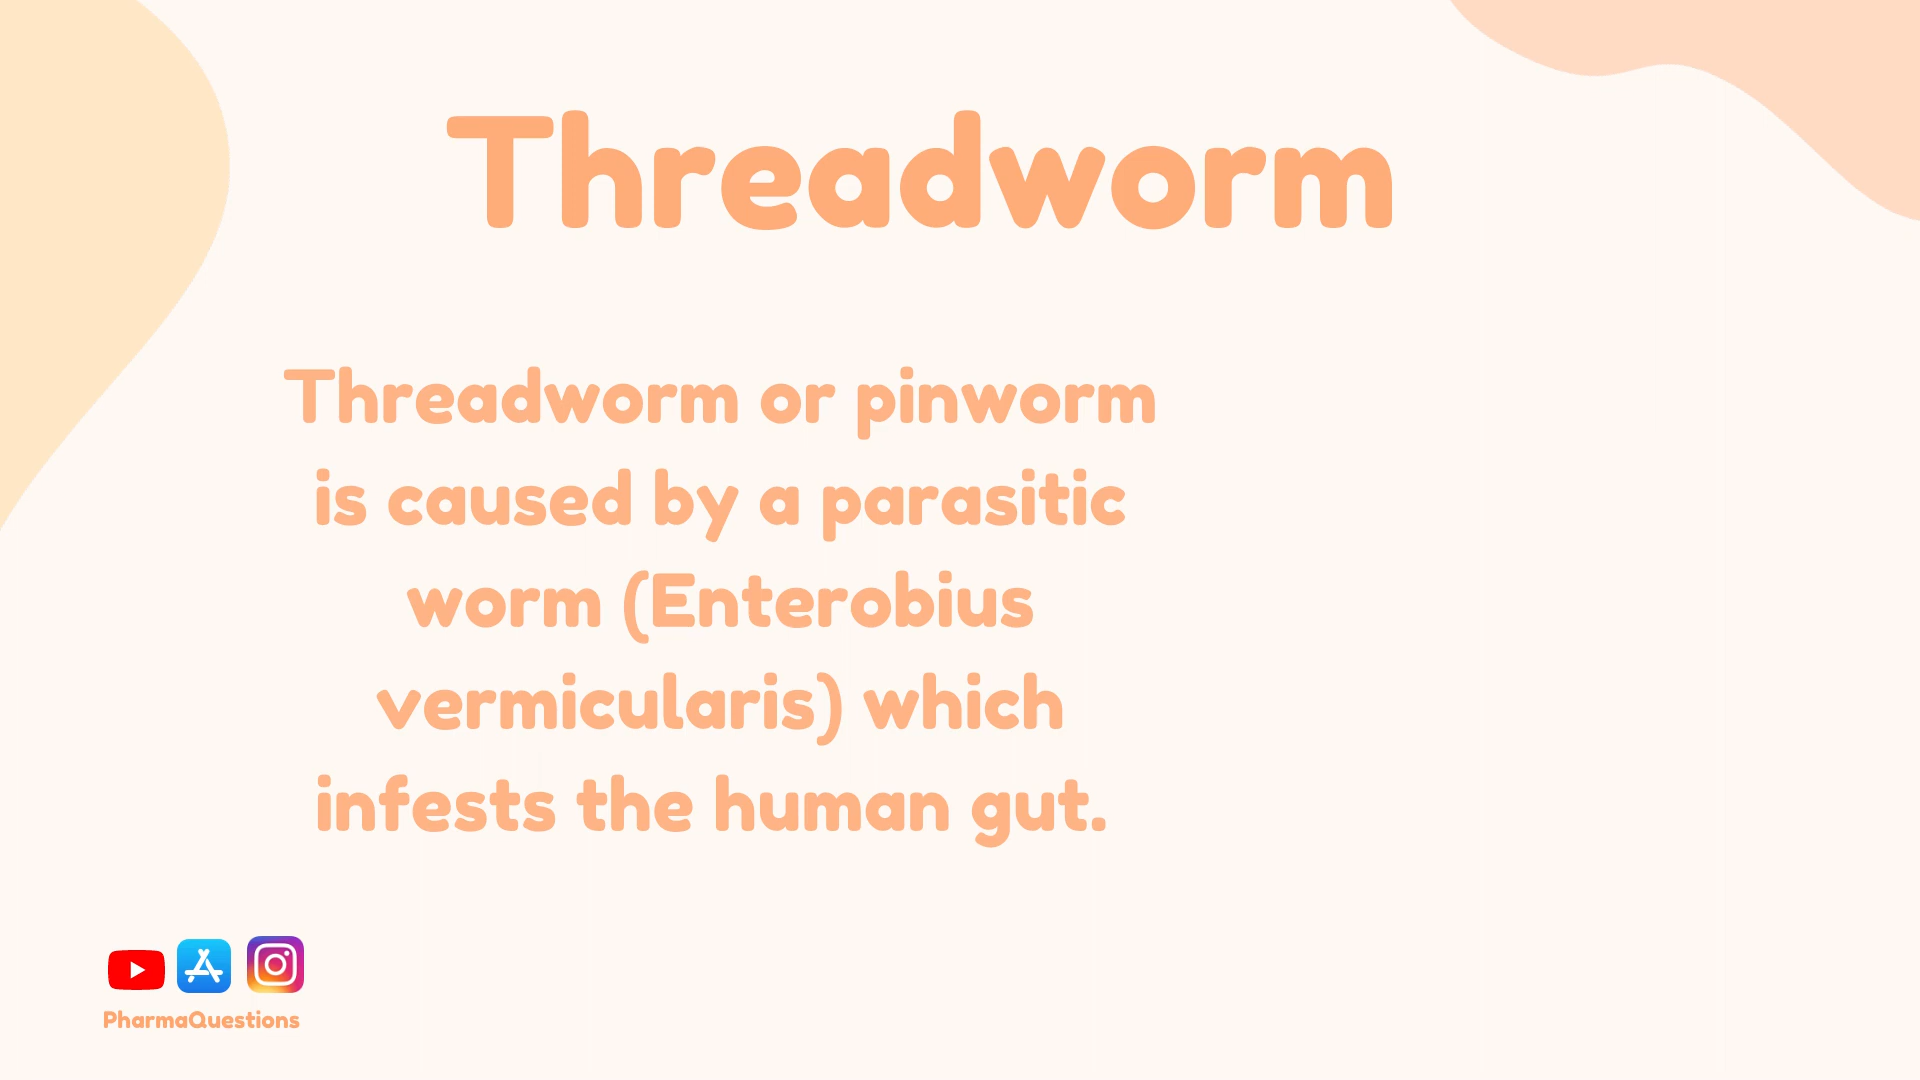 Threadworm
Threadworm or pinworm
is caused by a parasitic
worm (Enterobius
vermicularis) which
infests the human gut.
PharmaQuestions